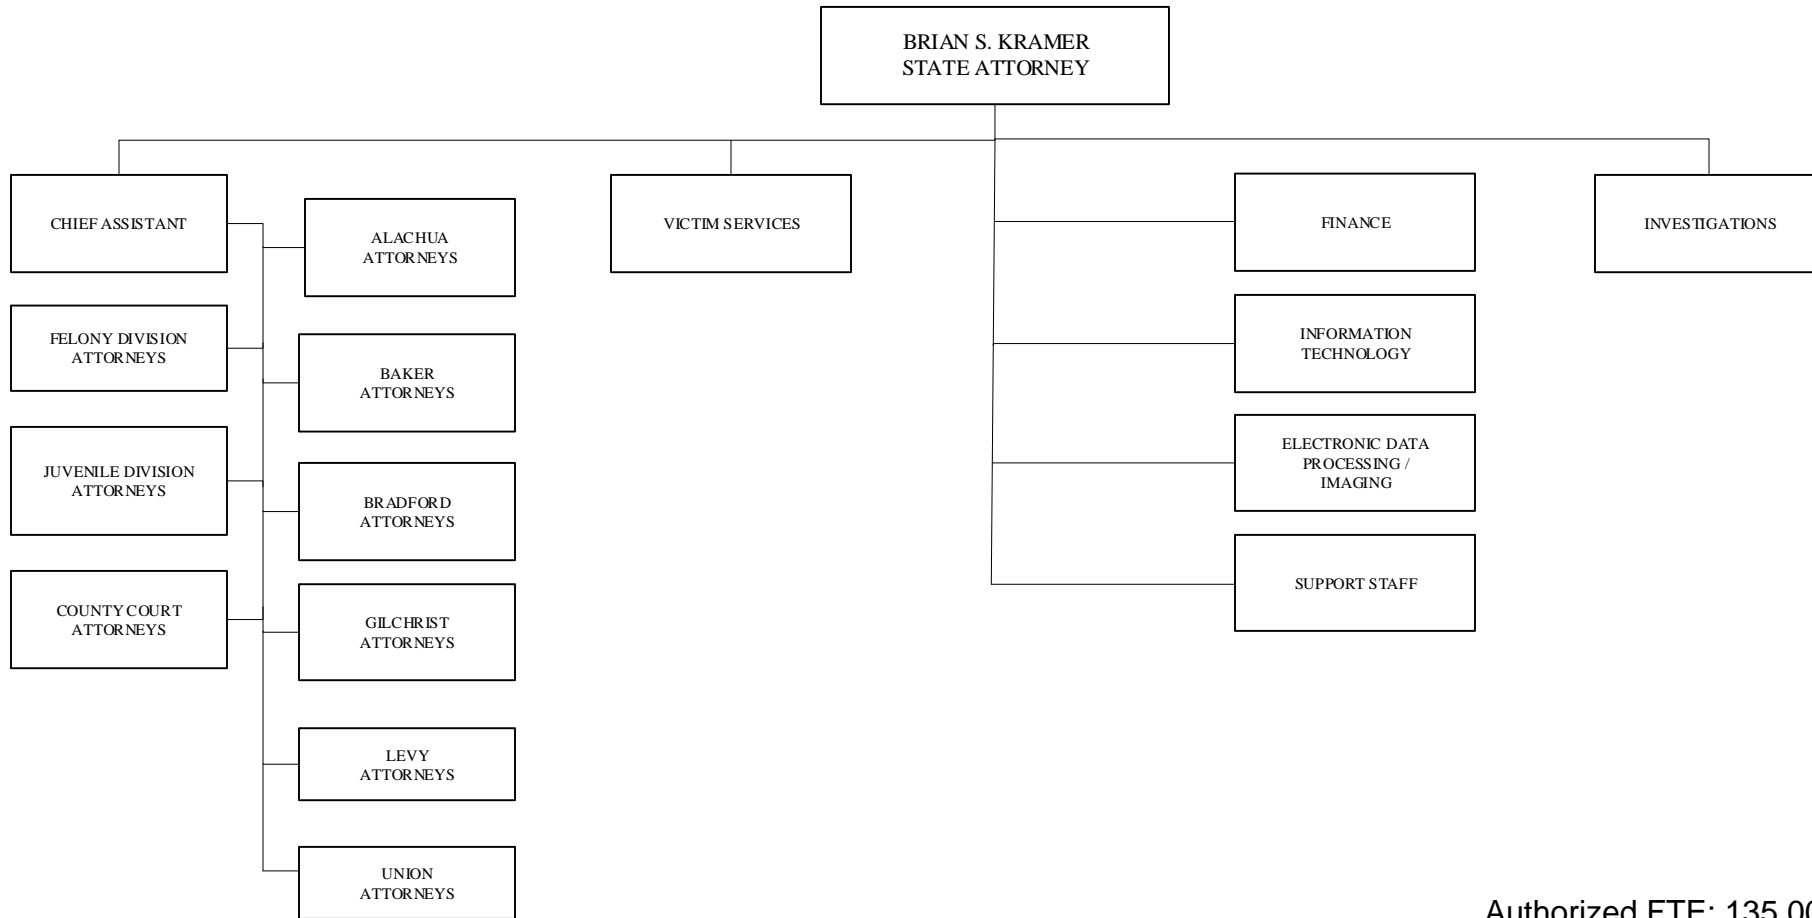 BRIAN S. KRAMER
STATE ATTORNEY
CHIEF ASSISTANT
FELONY DIVISION
ATTORNEYS
JUVENILE DIVISION
ATTORNEYS
COUNTY COURT
ATTORNEYS
ALACHUA
ATTORNEYS
BAKER
ATTORNEYS
BRADFORD
ATTORNEYS
GILCHRIST
ATTORNEYS
LEVY
ATTORNEYS
UNION
ATTORNEYS
VICTIM SERVICES
FINANCE
INFORMATION
TECHNOLOGY
ELECTRONIC DATA
PROCESSING /
IMAGING
SUPPORT STAFF
INVESTIGATIONS
Authorized FTE: 135.00